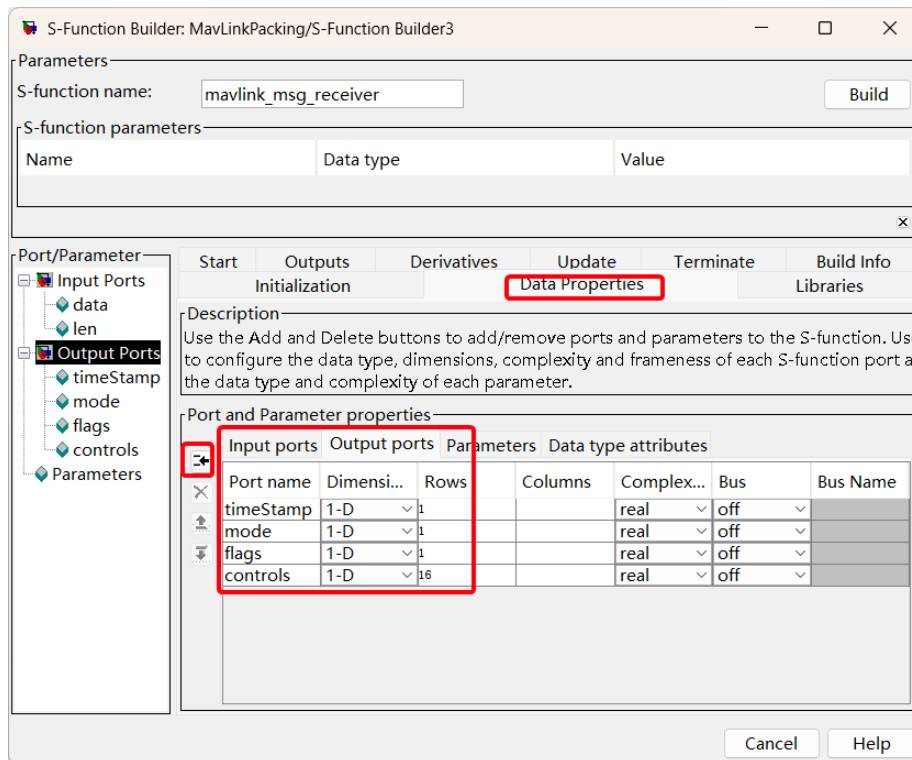 S-Function Builder: MavLinkPacking/S-Function Builder3
Parameters
S-function name: mavlink_msg_receiver Build
S-function parameters
Name Data type Value
Port/Parameter
Input Ports
data
len
Output Ports
timeStamp
mode
flags
controls
Parameters
Start Outputs Derivatives Update Terminate Build Info
Initialization Data Properties Libraries
Description
Use the Add and Delete buttons to add/remove ports and parameters to the S-function. Us
to configure the data type, dimensions, complexity and frameness of each S-function port a
the data type and complexity of each parameter.
Port and Parameter properties
Input ports Output ports Parameters Data type attributes
Port name Dimensi... Rows Columns Complex... Bus Bus Name
timeStamp 1-D 1 real off
mode 1-D 1 real off
flags 1-D 1 real off
controls 1-D 16 real off
Cancel Help